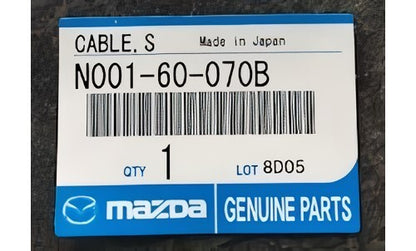 CABLE, S Made in Japan
N001-60-070B
QTY 1 LOT 8D05
mazda GENUINE PARTS